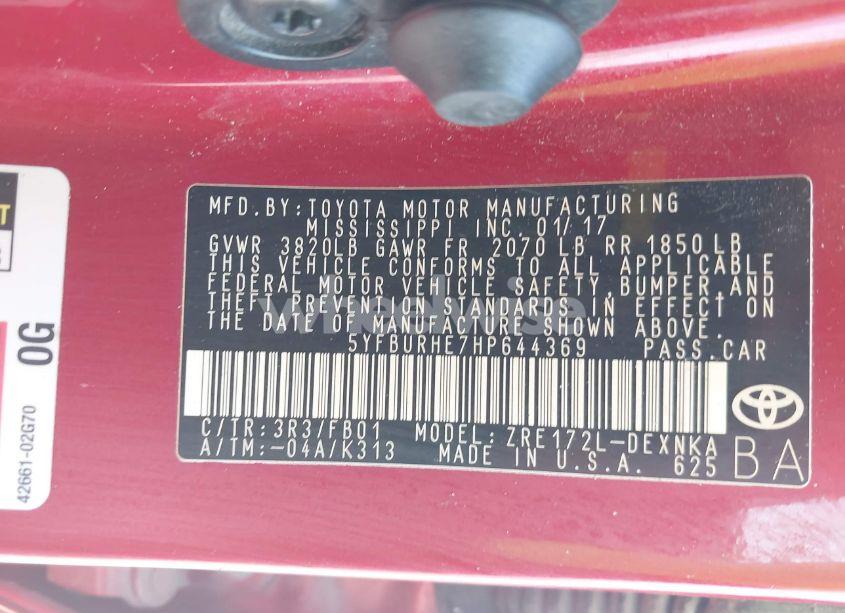 MFD.BY:TOYOTA MOTOR MANUFACTURING
MISSISSIPPI INC.01/17
GVWR 3820LB GAWR FR 2070LB RR 1850LB
THIS VEHICLE CONFORMS TO ALL APPLICABLE
FEDERAL MOTOR VEHICLE SAFETY, BUMPER AND
THEFT PREVENTION STANDARDS IN EFFECT ON
THE DATE OF MANUFACTURE SHOWN ABOVE.
5YFBURHE7HP644369 PASS.CAR
C/TR:3R3/FB01 MODEL:ZRE172L-DEXNKA
A/TM:-04A/K313 MADE IN U.S.A. 625
BA
0G
42661-02G70
wheelwise